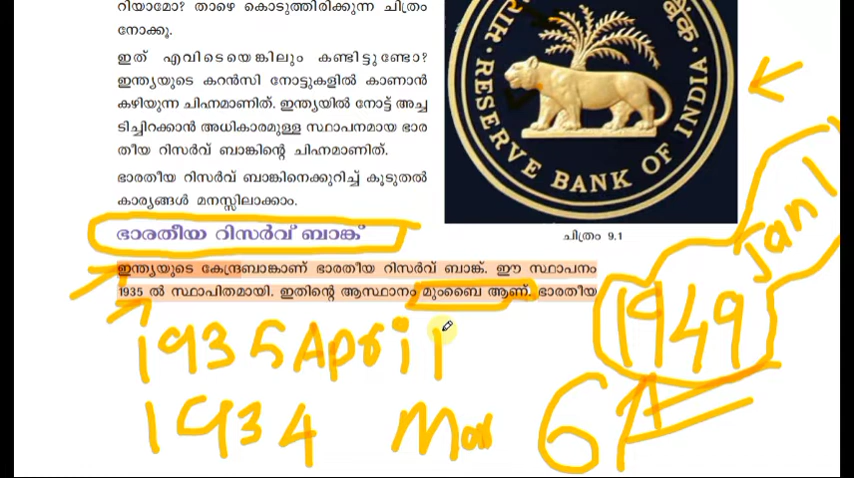 റിയാമോ? താഴെ കൊടുത്തിരിക്കുന്ന ചിത്രം
നോക്കൂ.
ഇത് എവിടെയെങ്കിലും കണ്ടിട്ടുണ്ടോ?
ഇന്ത്യയുടെ കറൻസി നോട്ടുകളിൽ കാണാൻ
കഴിയുന്ന ചിഹ്നമാണിത്. ഇന്ത്യയിൽ നോട്ട് അച്ച
ടിച്ചിറക്കാൻ അധികാരമുള്ള സ്ഥാപനമായ ഭാര
തീയ റിസർവ് ബാങ്കിന്റെ ചിഹ്നമാണിത്.
ഭാരതീയ റിസർവ് ബാങ്കിനെക്കുറിച്ച് കൂടുതൽ
കാര്യങ്ങൾ മനസ്സിലാക്കാം.
RESERVE BANK OF INDIA
ചിത്രം 9.1
ഭാരതീയ റിസർവ് ബാങ്ക്
ഇന്ത്യയുടെ കേന്ദ്രബാങ്കാണ് ഭാരതീയ റിസർവ് ബാങ്ക്. ഈ സ്ഥാപനം
1935 ൽ സ്ഥാപിതമായി. ഇതിന്റെ ആസ്ഥാനം മുംബൈ ആണ്. ഭാരതീയ
Jan 1
1949
1935 April 1
1934 Mar 6